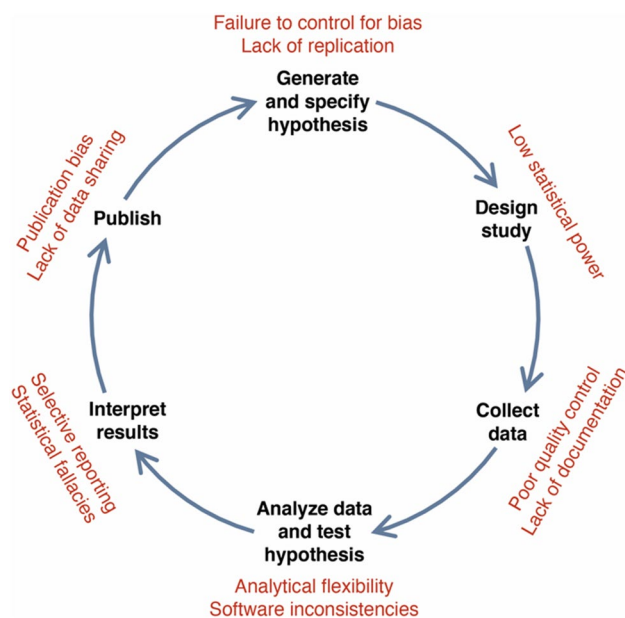 Failure to control for bias
Lack of replication
Generate
and specify
hypothesis
Low statistical power
Design
study
Collect
data
Poor quality control
Lack of documentation
Analyze data
and test
hypothesis
Analytical flexibility
Software inconsistencies
Interpret
results
Selective reporting
Statistical fallacies
Publish
Publication bias
Lack of data sharing